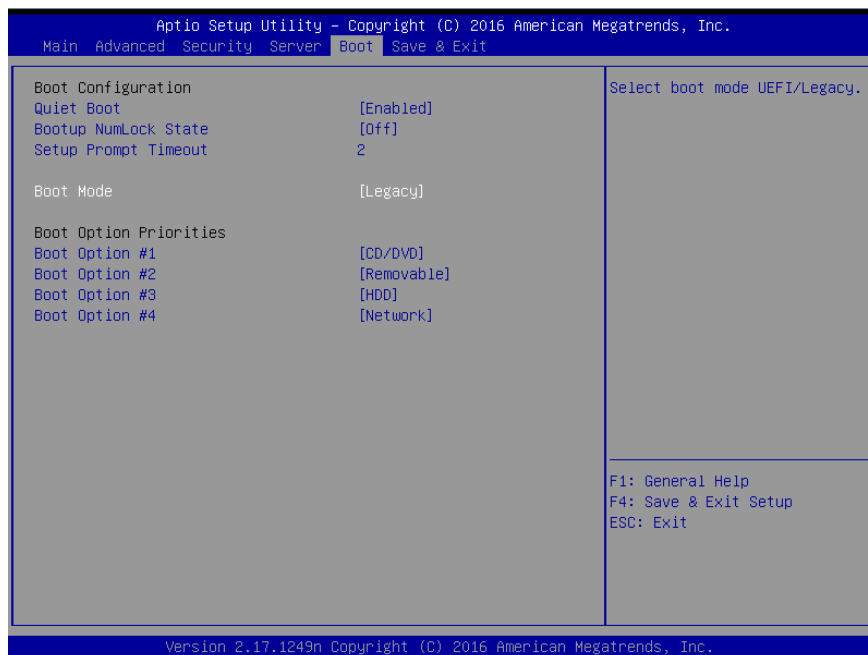 Aptio Setup Utility – Copyright (C) 2016 American Megatrends, Inc.
Main Advanced Security Server Boot Save & Exit
Boot Configuration
Quiet Boot [Enabled]
Bootup NumLock State [Off]
Setup Prompt Timeout 2
Boot Mode [Legacy]
Boot Option Priorities
Boot Option #1 [CD/DVD]
Boot Option #2 [Removable]
Boot Option #3 [HDD]
Boot Option #4 [Network]
Select boot mode UEFI/Legacy.
F1: General Help
F4: Save & Exit Setup
ESC: Exit
Version 2.17.1249n Copyright (C) 2016 American Megatrends, Inc.